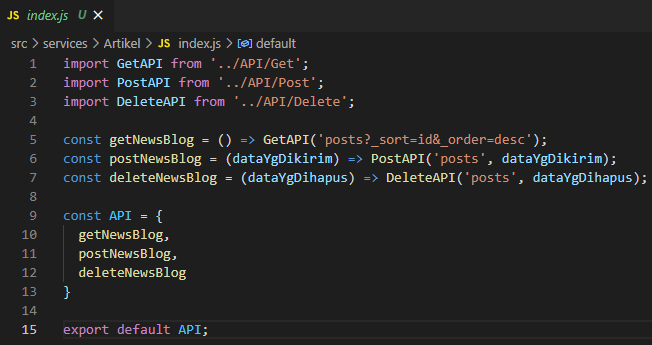 JS index.js U ×
src > services > Artikel > JS index.js > default
1 import GetAPI from '../API/Get';
2 import PostAPI from '../API/Post';
3 import DeleteAPI from '../API/Delete';
4
5 const getNewsBlog = () => GetAPI('posts?_sort=id&_order=desc');
6 const postNewsBlog = (dataYgDikirim) => PostAPI('posts', dataYgDikirim);
7 const deleteNewsBlog = (dataYgDihapus) => DeleteAPI('posts', dataYgDihapus);
8
9 const API = {
10 getNewsBlog,
11 postNewsBlog,
12 deleteNewsBlog
13 }
14
15 export default API;